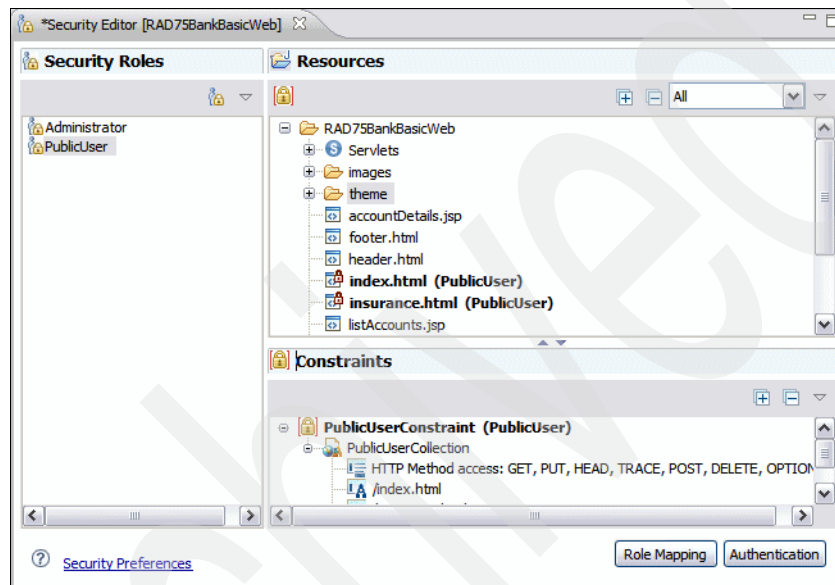 *Security Editor [RAD75BankBasicWeb]
Security Roles
Administrator
PublicUser
Resources
All
RAD75BankBasicWeb
Servlets
images
theme
accountDetails.jsp
footer.html
header.html
index.html (PublicUser)
insurance.html (PublicUser)
listAccounts.jsp
Constraints
PublicUserConstraint (PublicUser)
PublicUserCollection
HTTP Method access: GET, PUT, HEAD, TRACE, POST, DELETE, OPTION
/index.html
Security Preferences
Role Mapping
Authentication